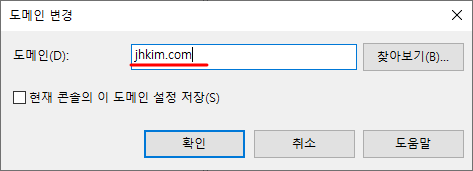 도메인 변경
도메인(D): jhkim.com 찾아보기(B)...
현재 콘솔의 이 도메인 설정 저장(S)
확인 취소 도움말